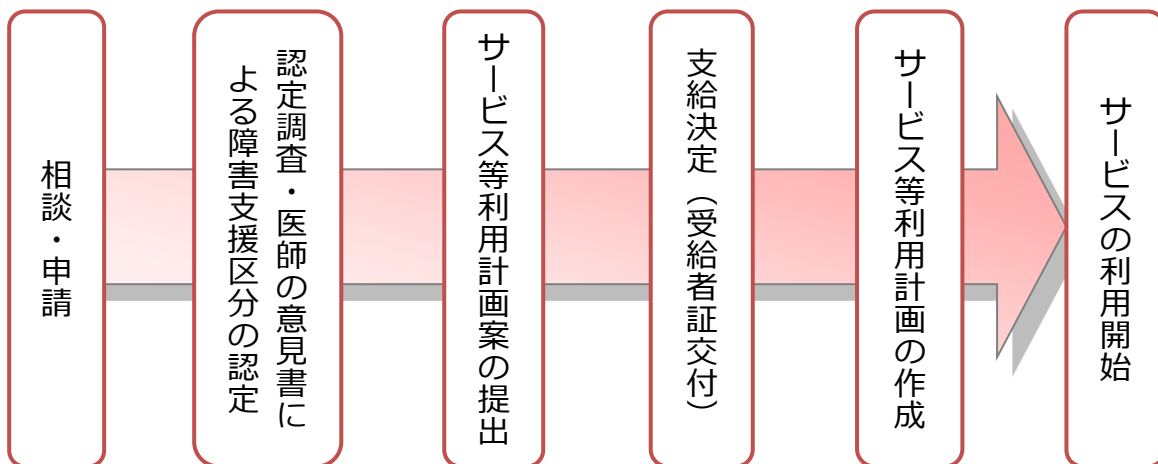 相談・申請
認定調査・医師の意見書に
よる障害支援区分の認定
サービス等利用計画案の提出
支給決定（受給者証交付）
サービス等利用計画の作成
サービスの利用開始